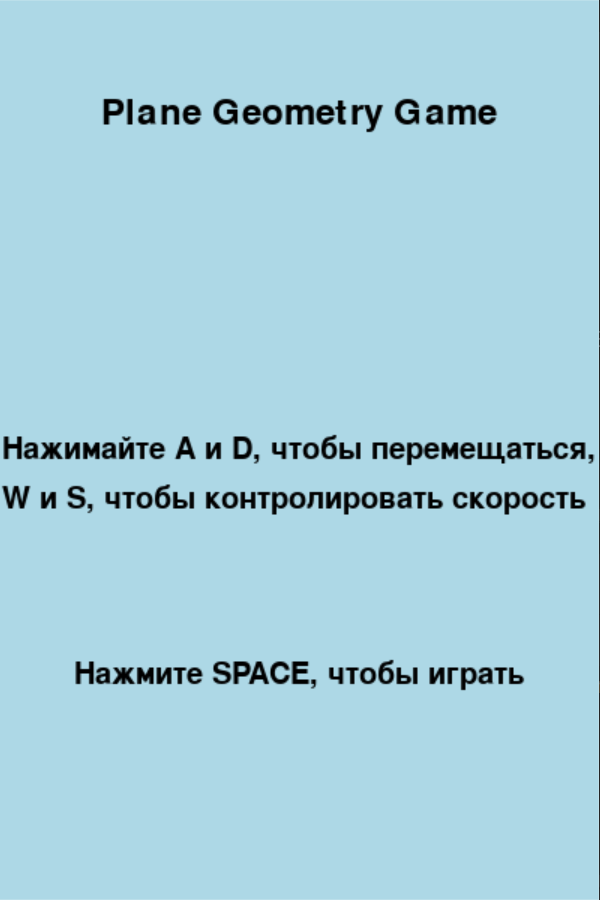 Plane Geometry Game
Нажимайте A и D, чтобы перемещаться,
W и S, чтобы контролировать скорость
Нажмите SPACE, чтобы играть